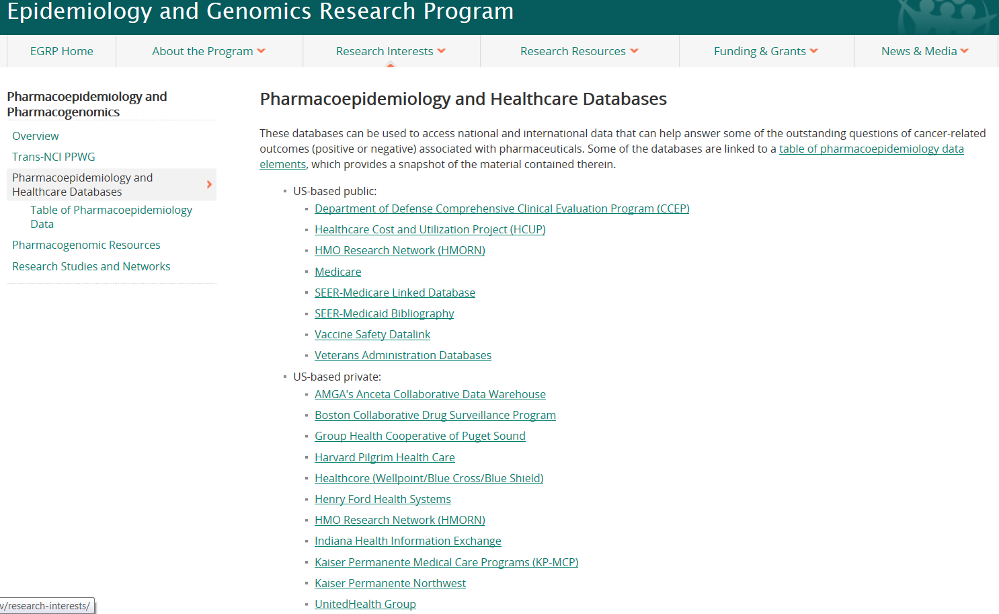 Epidemiology and Genomics Research Program
EGRP Home
About the Program
Research Interests
Research Resources
Funding & Grants
News & Media
Pharmacoepidemiology and
Pharmacogenomics
Overview
Trans-NCI PPWG
Pharmacoepidemiology and
Healthcare Databases
Table of Pharmacoepidemiology
Data
Pharmacogenomic Resources
Research Studies and Networks
Pharmacoepidemiology and Healthcare Databases
These databases can be used to access national and international data that can help answer some of the outstanding questions of cancer-related
outcomes (positive or negative) associated with pharmaceuticals. Some of the databases are linked to a table of pharmacoepidemiology data
elements, which provides a snapshot of the material contained therein.
US-based public:
Department of Defense Comprehensive Clinical Evaluation Program (CCEP)
Healthcare Cost and Utilization Project (HCUP)
HMO Research Network (HMORN)
Medicare
SEER-Medicare Linked Database
SEER-Medicaid Bibliography
Vaccine Safety Datalink
Veterans Administration Databases
US-based private:
AMGA's Anceta Collaborative Data Warehouse
Boston Collaborative Drug Surveillance Program
Group Health Cooperative of Puget Sound
Harvard Pilgrim Health Care
Healthcore (Wellpoint/Blue Cross/Blue Shield)
Henry Ford Health Systems
HMO Research Network (HMORN)
Indiana Health Information Exchange
Kaiser Permanente Medical Care Programs (KP-MCP)
Kaiser Permanente Northwest
UnitedHealth Group
v/research-interests/